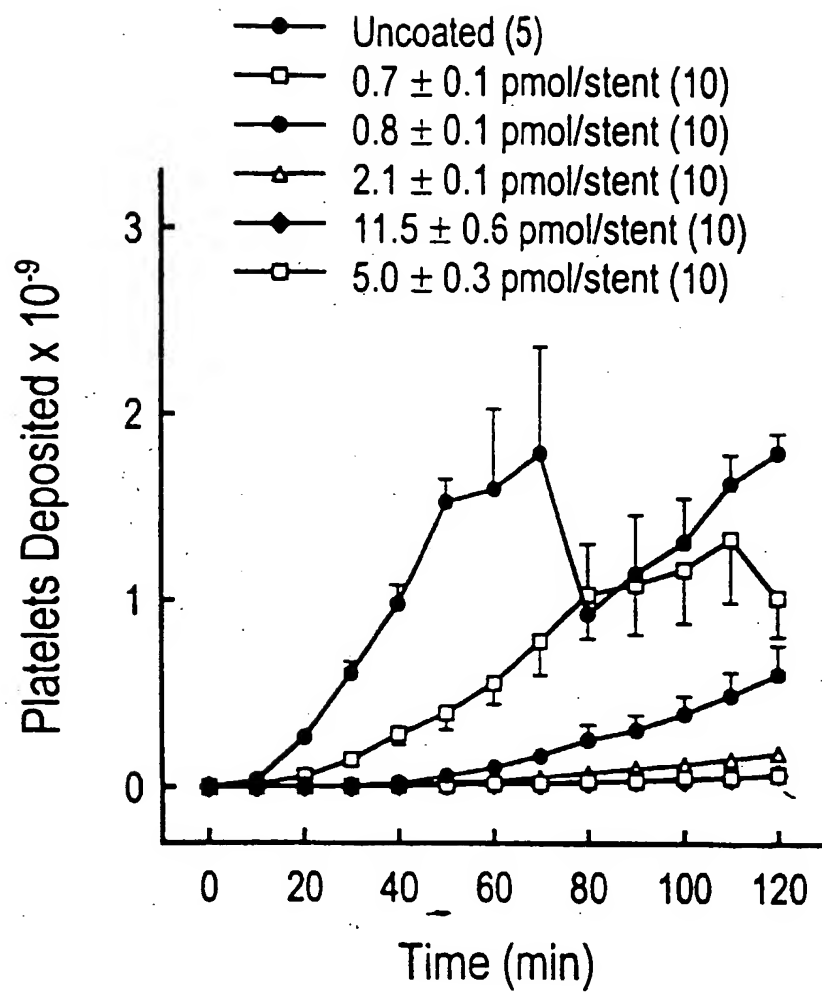 Uncoated (5)
0.7 ± 0.1 pmol/stent (10)
0.8 ± 0.1 pmol/stent (10)
2.1 ± 0.1 pmol/stent (10)
11.5 ± 0.6 pmol/stent (10)
5.0 ± 0.3 pmol/stent (10)
Platelets Deposited x 10-9
3
2
1
0
0 20 40 60 80 100 120
Time (min)